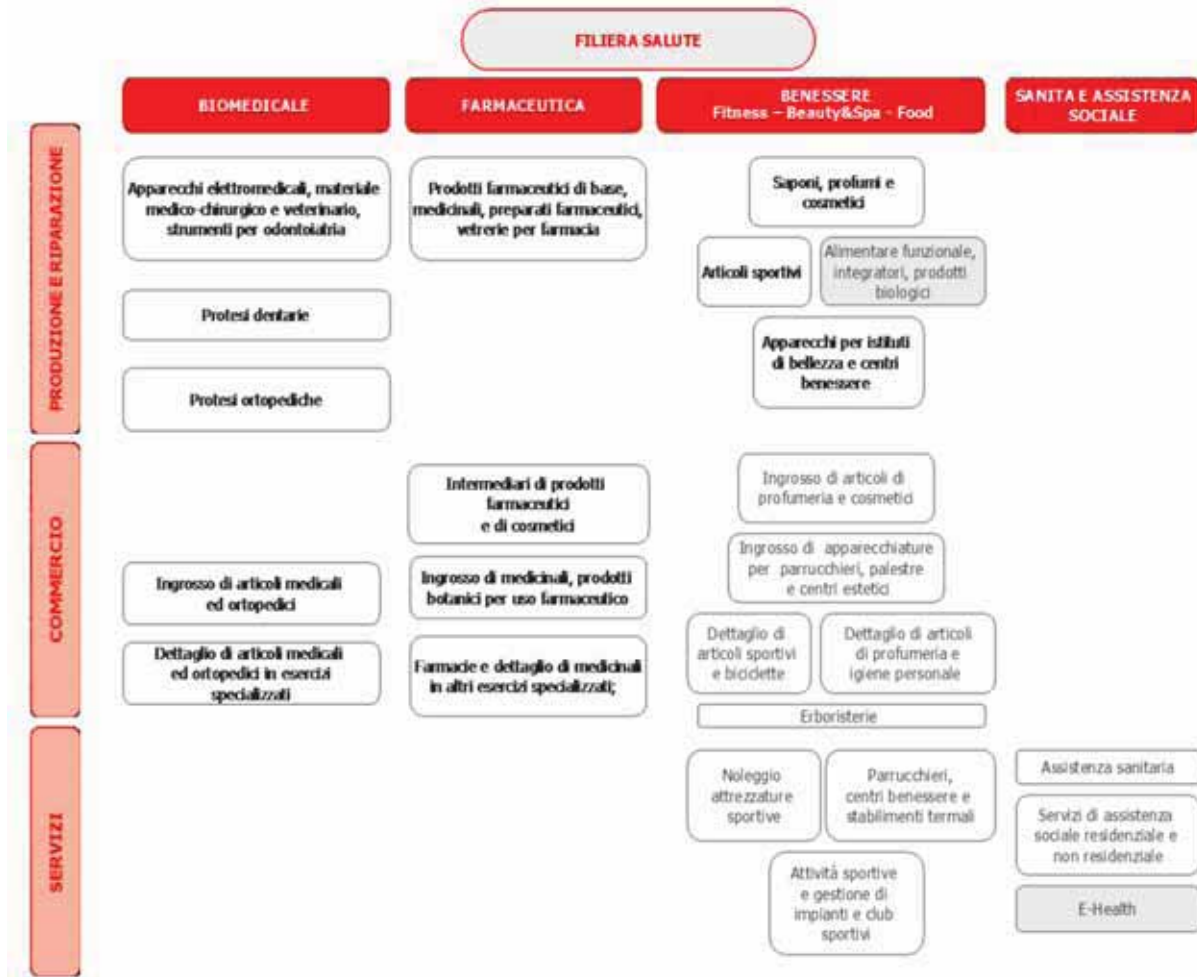 FILIERA SALUTE
BIOMEDICALE
FARMACEUTICA
BENESSERE
Fitness – Beauty&Spa - Food
SANITA E ASSISTENZA
SOCIALE
PRODUZIONE E RIPARAZIONE
Apparecchi elettromedicali, materiale
medico-chirurgico e veterinario,
strumenti per odontoiatria
Prodotti farmaceutici di base,
medicinali, preparati farmaceutici,
vetrerie per farmacia
Saponi, profumi e
cosmetici
Articoli sportivi
Alimentare funzionale,
integratori, prodotti
biologici
Protesi dentarie
Apparecchi per istituti
di bellezza e centri
benessere
Protesi ortopediche
COMMERCIO
Intermediari di prodotti
farmaceutici
e di cosmetici
Ingrosso di articoli di
profumeria e cosmetici
Ingrosso di articoli medicali
ed ortopedici
Ingrosso di medicinali, prodotti
botanici per uso farmaceutico
Ingrosso di apparecchiature
per parrucchieri, palestre
e centri estetici
Dettaglio di articoli medicali
ed ortopedici in esercizi
specializzati
Farmacie e dettaglio di medicinali
in altri esercizi specializzati;
Dettaglio di
articoli sportivi
e biciclette
Dettaglio di articoli
di profumeria e
igiene personale
Erboristerie
SERVIZI
Noleggio
attrezzature
sportive
Parrucchieri,
centri benessere e
stabilimenti termali
Assistenza sanitaria
Servizi di assistenza
sociale residenziale e
non residenziale
Attività sportive
e gestione di
impianti e club
sportivi
E-Health